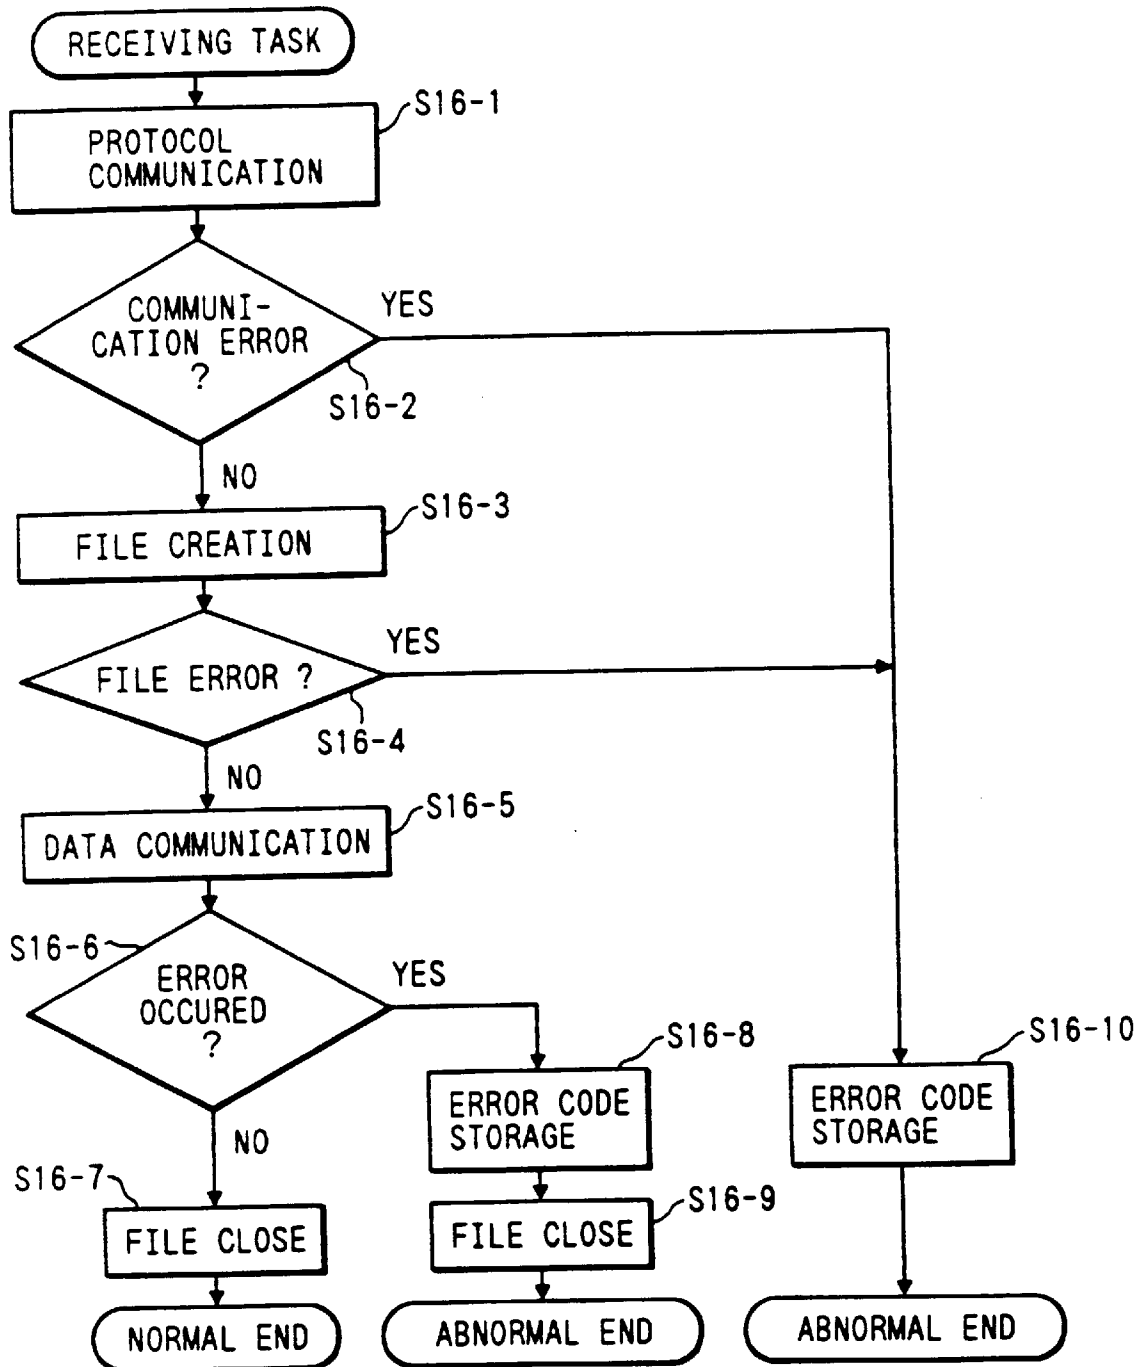 RECEIVING TASK
S16-1
PROTOCOL
COMMUNICATION
COMMUNI-
CATION ERROR
?
YES
S16-2
NO
S16-3
FILE CREATION
YES
FILE ERROR ?
S16-4
NO
S16-5
DATA COMMUNICATION
S16-6
ERROR
OCCURED
?
YES
NO
S16-8
ERROR CODE
STORAGE
S16-10
ERROR CODE
STORAGE
S16-7
FILE CLOSE
S16-9
FILE CLOSE
NORMAL END
ABNORMAL END
ABNORMAL END